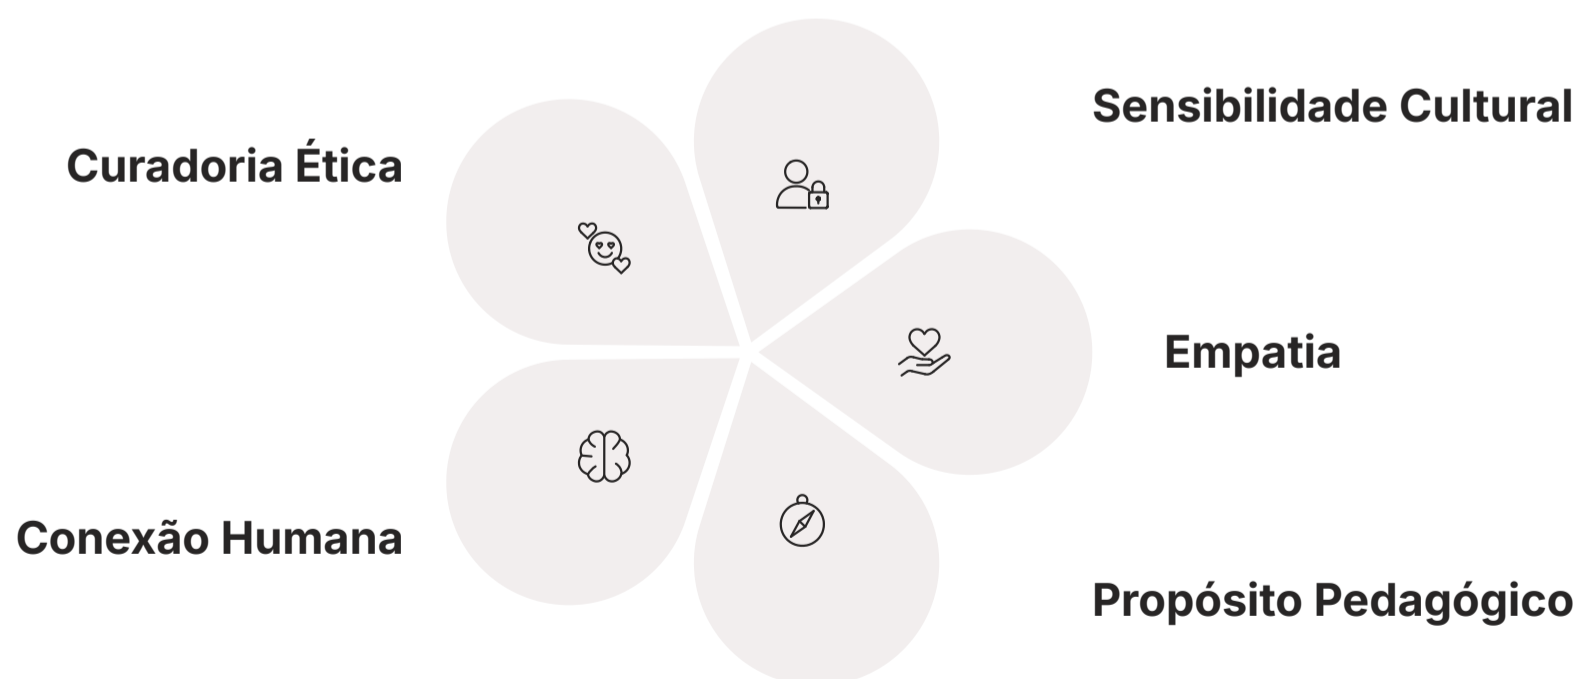 Sensibilidade Cultural
Curadoria Ética
Empatia
Conexão Humana
Propósito Pedagógico